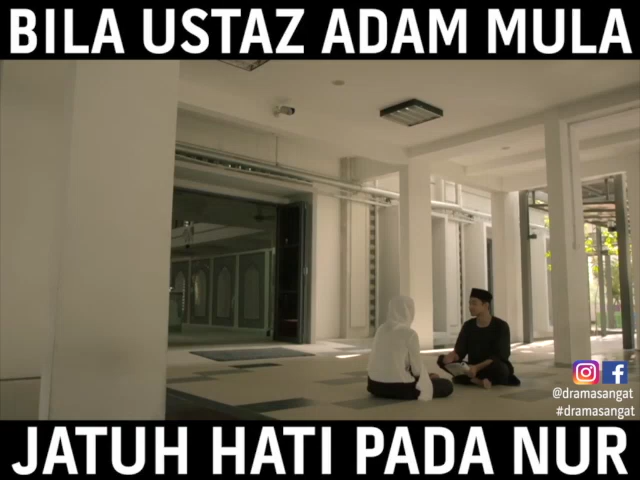 BILA USTAZ ADAM MULA
@dramasangat
#dramasangat
JATUH HATI PADA NUR